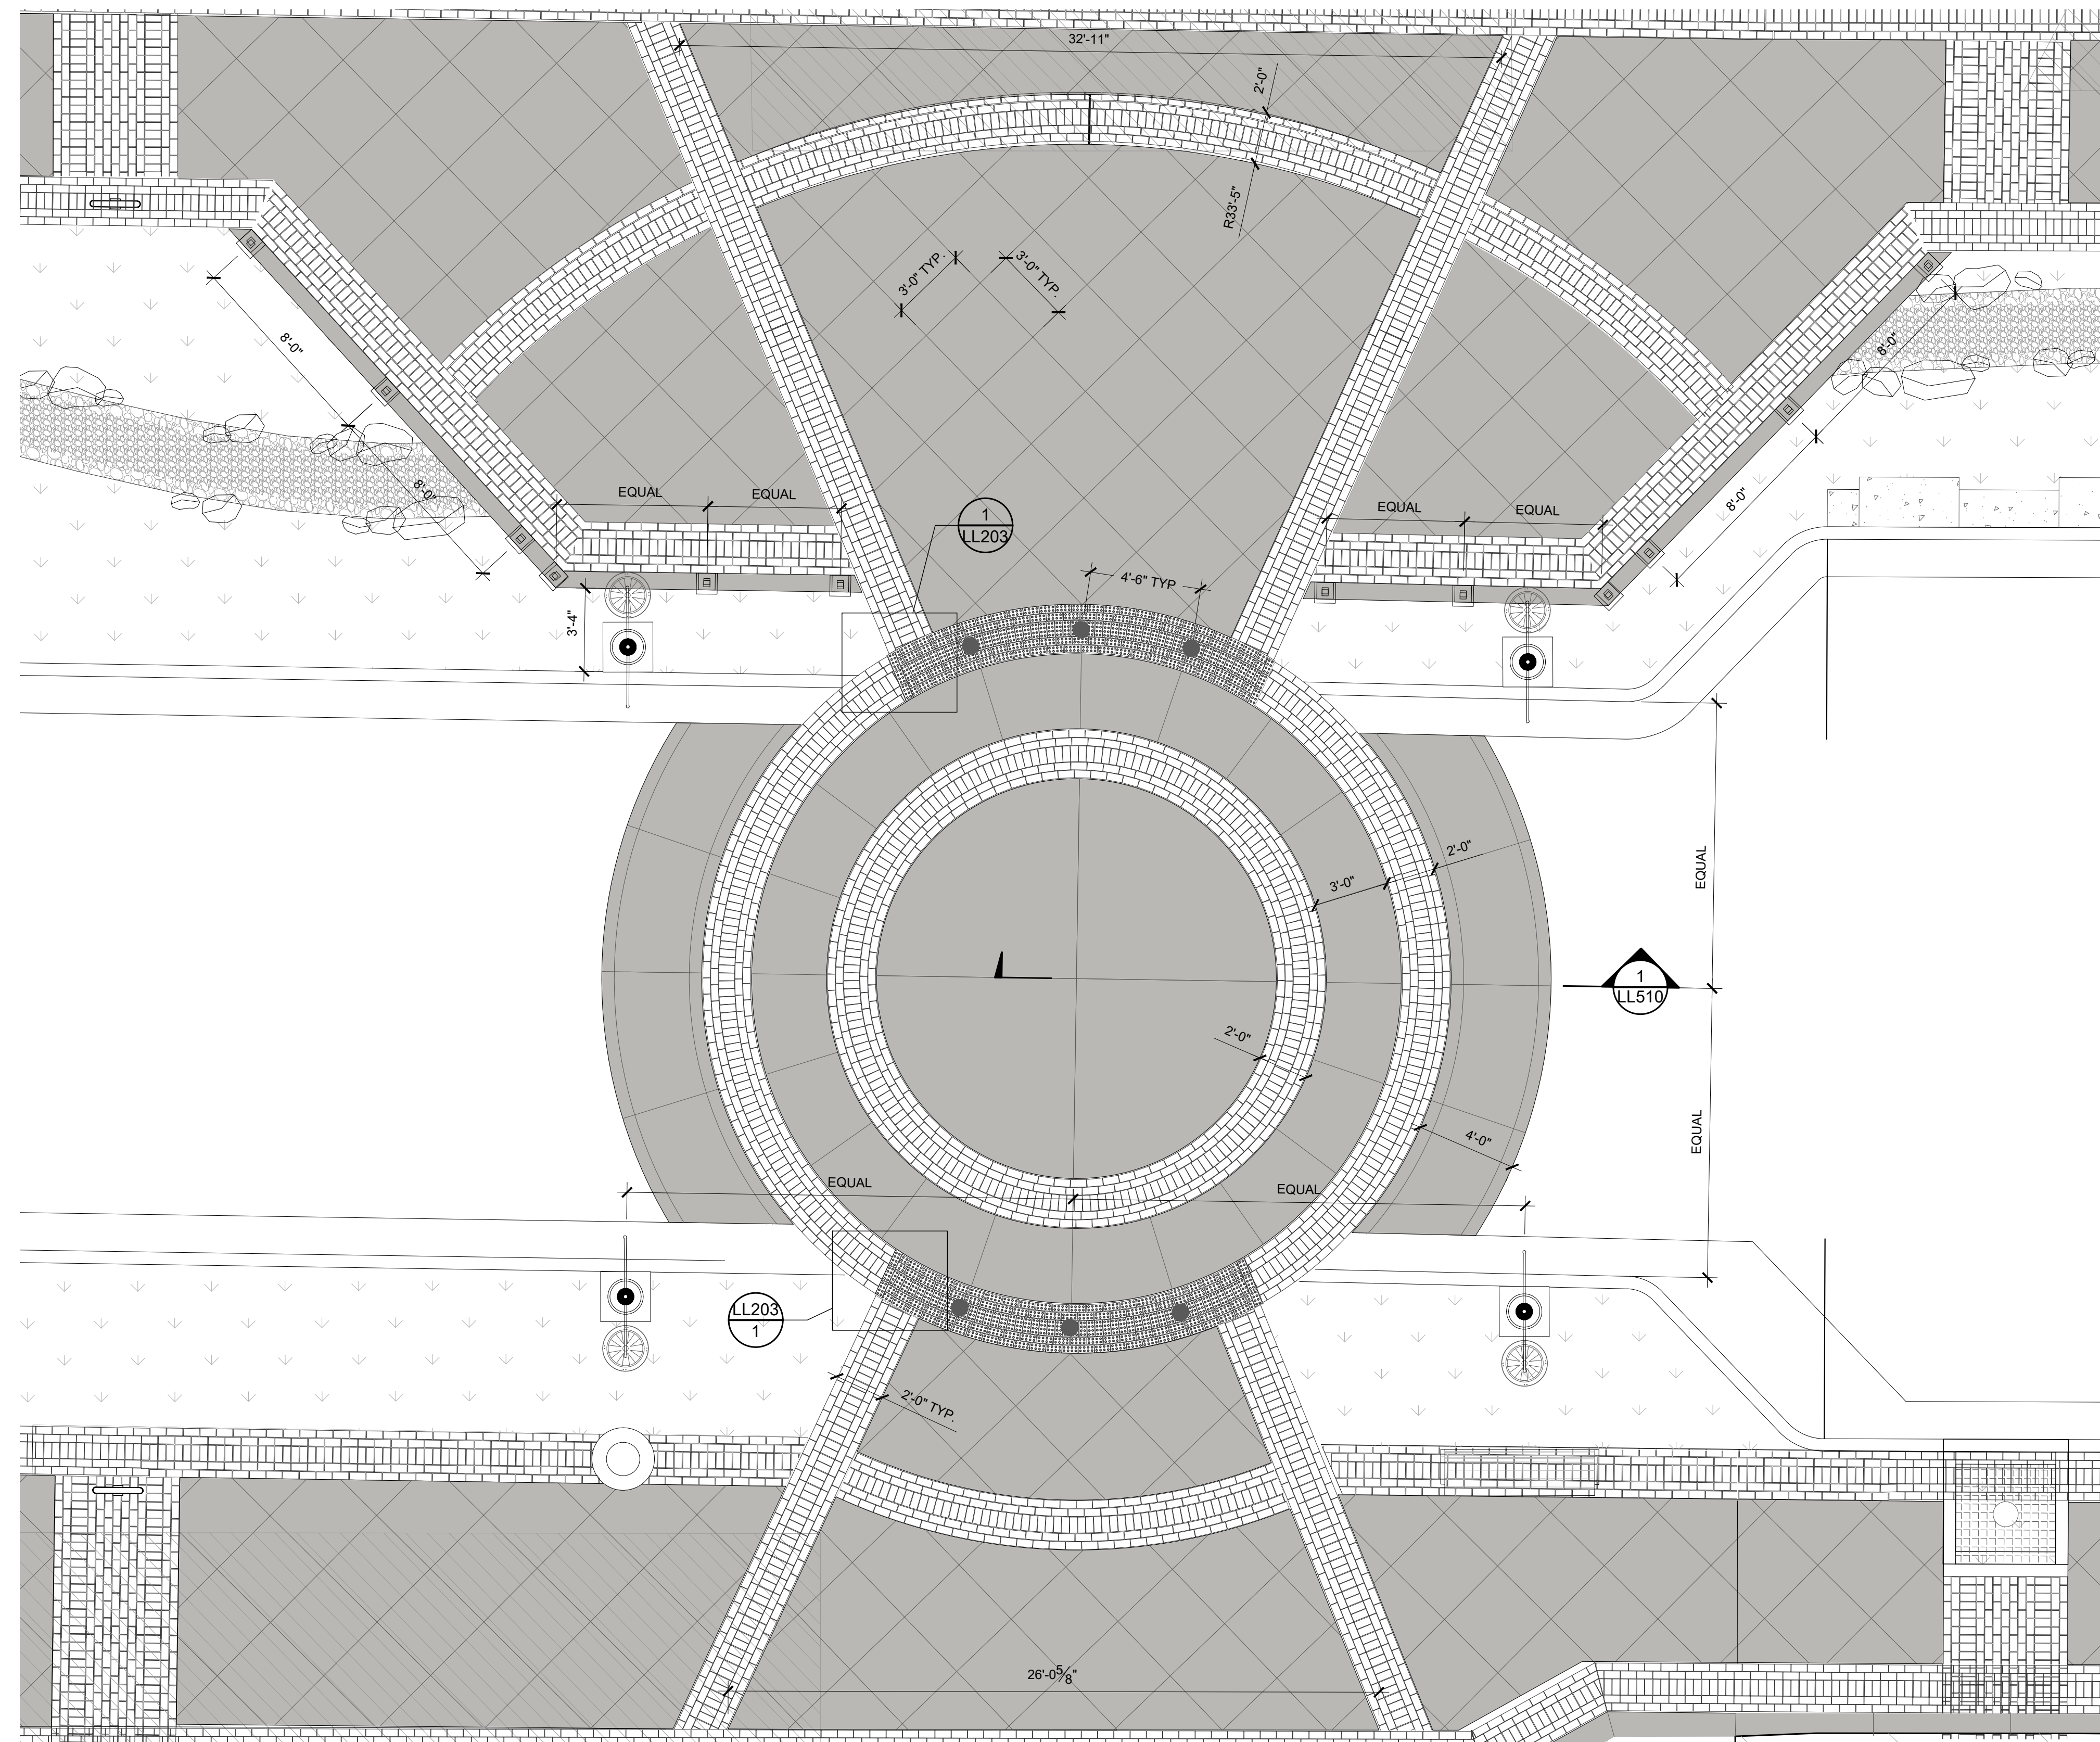 32'-11"
2'-0"
R33'-5"
3'-0" TYP.
3'-0" TYP.
8'-0"
8'-0"
8'-0"
8'-0"
EQUAL
EQUAL
EQUAL
EQUAL
1
LL203
4'-6" TYP
3'-4"
2'-0"
3'-0"
EQUAL
1
LL510
2'-0"
4'-0"
EQUAL
EQUAL
EQUAL
LL203
1
2'-0" TYP.
26'-0 5/8"